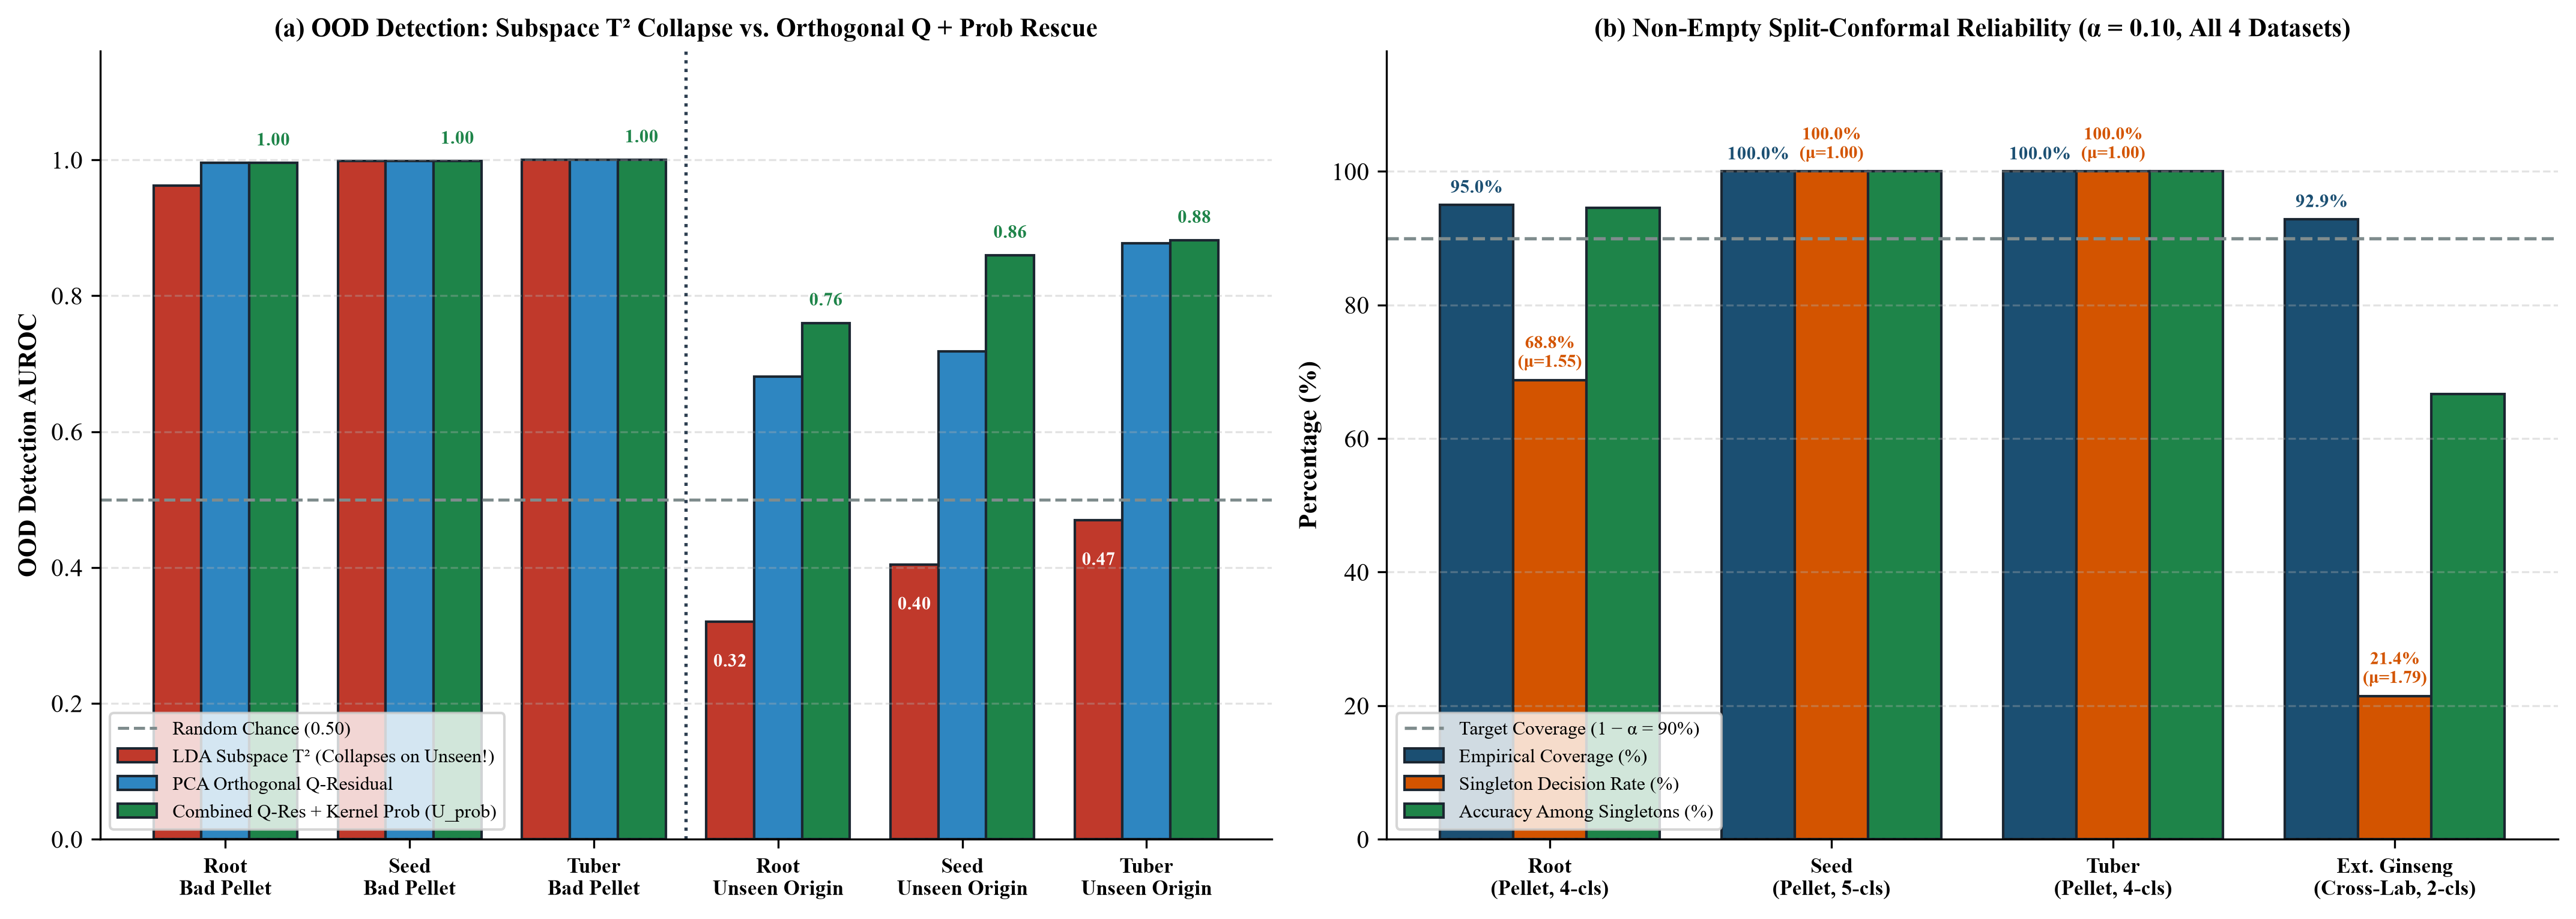 (a) OOD Detection: Subspace T² Collapse vs. Orthogonal Q + Prob Rescue
OOD Detection AUROC
1.0
0.8
0.6
0.4
0.2
0.0
1.00
1.00
1.00
0.32
0.76
0.40
0.86
0.47
0.88
Random Chance (0.50)
LDA Subspace T² (Collapses on Unseen!)
PCA Orthogonal Q-Residual
Combined Q-Res + Kernel Prob (U_prob)
Root
Bad Pellet
Seed
Bad Pellet
Tuber
Bad Pellet
Root
Unseen Origin
Seed
Unseen Origin
Tuber
Unseen Origin
(b) Non-Empty Split-Conformal Reliability (α = 0.10, All 4 Datasets)
Percentage (%)
100
80
60
40
20
0
95.0%
68.8%
(μ=1.55)
100.0%
100.0%
(μ=1.00)
100.0%
100.0%
(μ=1.00)
92.9%
21.4%
(μ=1.79)
Target Coverage (1 − α = 90%)
Empirical Coverage (%)
Singleton Decision Rate (%)
Accuracy Among Singletons (%)
Root
(Pellet, 4-cls)
Seed
(Pellet, 5-cls)
Tuber
(Pellet, 4-cls)
Ext. Ginseng
(Cross-Lab, 2-cls)